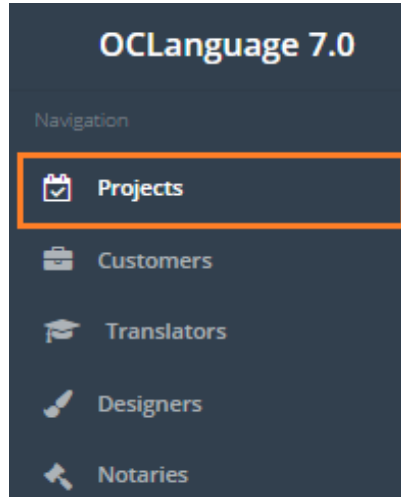 OCLanguage 7.0
Navigation
Projects
Customers
Translators
Designers
Notaries